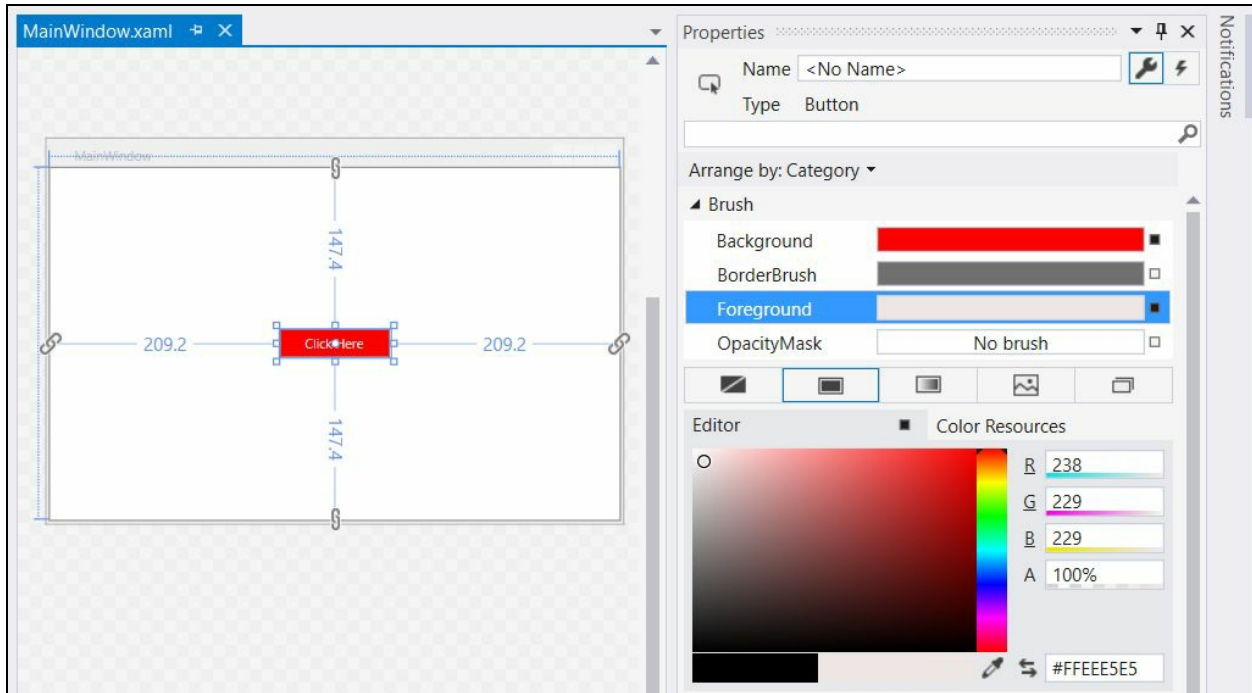 MainWindow.xaml
Properties
Notifications
Name <No Name>
Type Button
Arrange by: Category
Brush
Background
BorderBrush
Foreground
OpacityMask No brush
Editor Color Resources
R 238
G 229
B 229
A 100%
#FFEEE5E5
MainWindow
147.4
209.2 Click Here 209.2
147.4